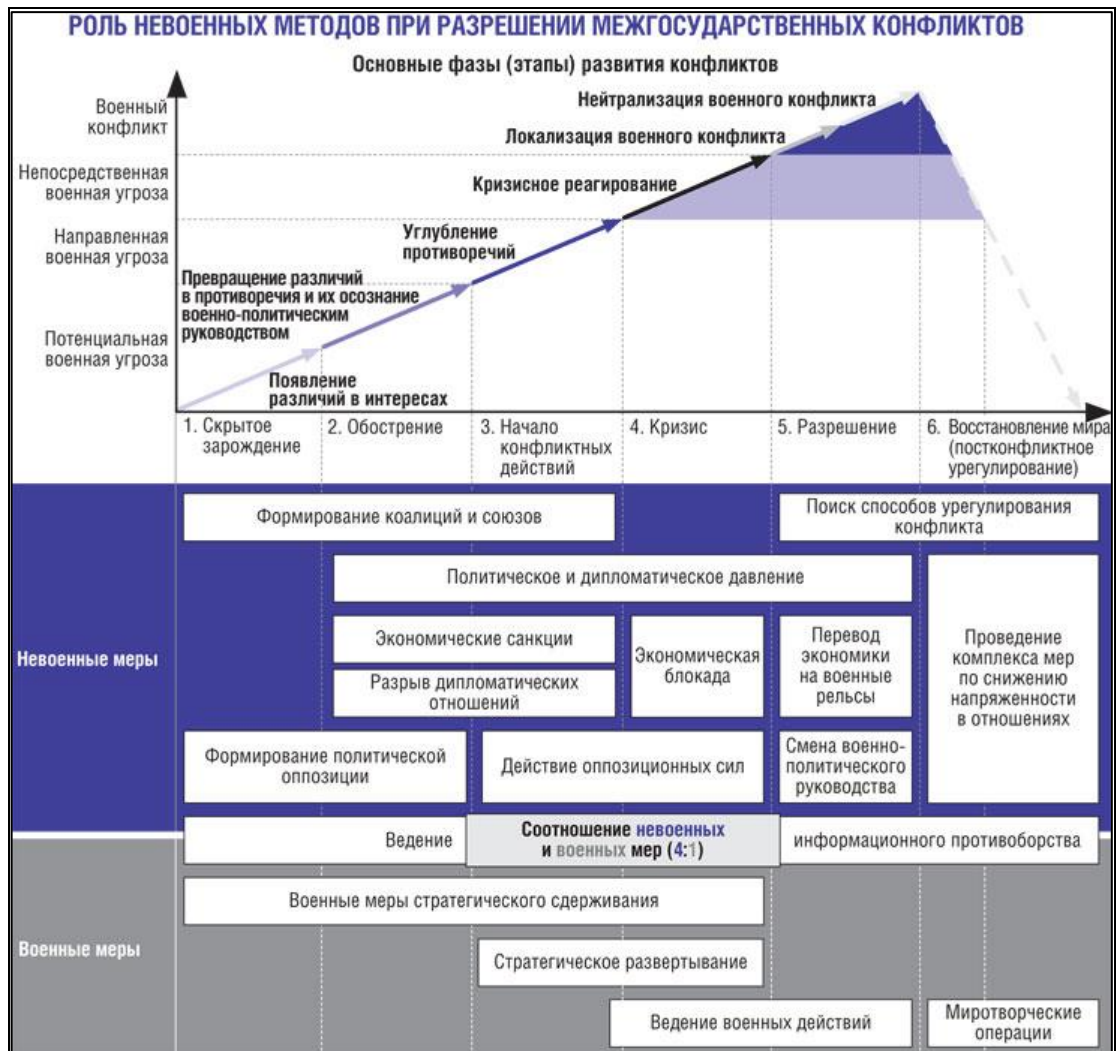 РОЛЬ НЕВОЕННЫХ МЕТОДОВ ПРИ РАЗРЕШЕНИИ МЕЖГОСУДАРСТВЕННЫХ КОНФЛИКТОВ
Основные фазы (этапы) развития конфликтов
Военный
конфликт
Непосредственная
военная угроза
Направленная
военная угроза
Потенциальная
военная угроза
Нейтрализация военного конфликта
Локализация военного конфликта
Кризисное реагирование
Углубление
противоречий
Превращение различий
в противоречия и их осознание
военно-политическим
руководством
Появление
различий в интересах
1. Скрытое
зарождение
2. Обострение
3. Начало
конфликтных
действий
4. Кризис
5. Разрешение
6. Восстановление мира
(постконфликтное
урегулирование)
Невоенные меры
Формирование коалиций и союзов
Поиск способов урегулирования
конфликта
Политическое и дипломатическое давление
Экономические санкции
Разрыв дипломатических
отношений
Экономическая
блокада
Перевод
экономики
на военные
рельсы
Проведение
комплекса мер
по снижению
напряженности
в отношениях
Формирование политической
оппозиции
Действие оппозиционных сил
Смена военно-
политического
руководства
Ведение
Соотношение невоенных
и военных мер (4:1)
информационного противоборства
Военные меры
Военные меры стратегического сдерживания
Стратегическое развертывание
Ведение военных действий
Миротворческие
операции